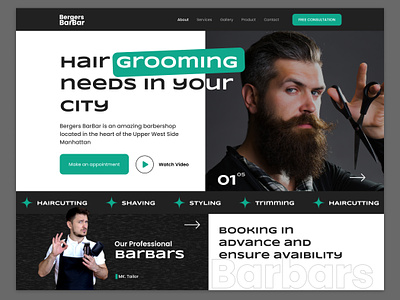 Bergers
BarBar
About Services Gallery Product Contact
FREE CONSULTATION
Hair Grooming
needs in your
city
Bergers BarBar is an amazing barbershop
located in the heart of the Upper West Side
Manhattan
Make an appointment
Watch Video
01 05
HAIRCUTTING SHAVING STYLING Trimming HAIRCUTTING
Our Professional
BarBars
Mr. Tailor
Booking in
advance and
ensure avaibility
Barbars